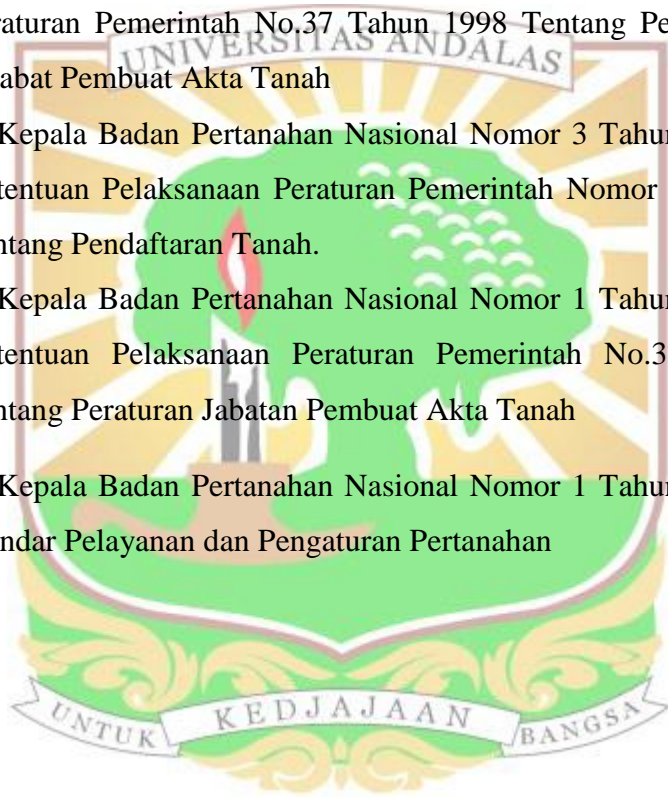 raturan Pemerintah No.37 Tahun 1998 Tentang Pe
UNIVERSITAS ANDALAS
abat Pembuat Akta Tanah
Kepala Badan Pertanahan Nasional Nomor 3 Tahun
tentuan Pelaksanaan Peraturan Pemerintah Nomor
ntang Pendaftaran Tanah.
Kepala Badan Pertanahan Nasional Nomor 1 Tahun
tentuan Pelaksanaan Peraturan Pemerintah No.3
ntang Peraturan Jabatan Pembuat Akta Tanah
Kepala Badan Pertanahan Nasional Nomor 1 Tahun
ndar Pelayanan dan Pengaturan Pertanahan
UNTUK KEDJAJAAN BANGSA